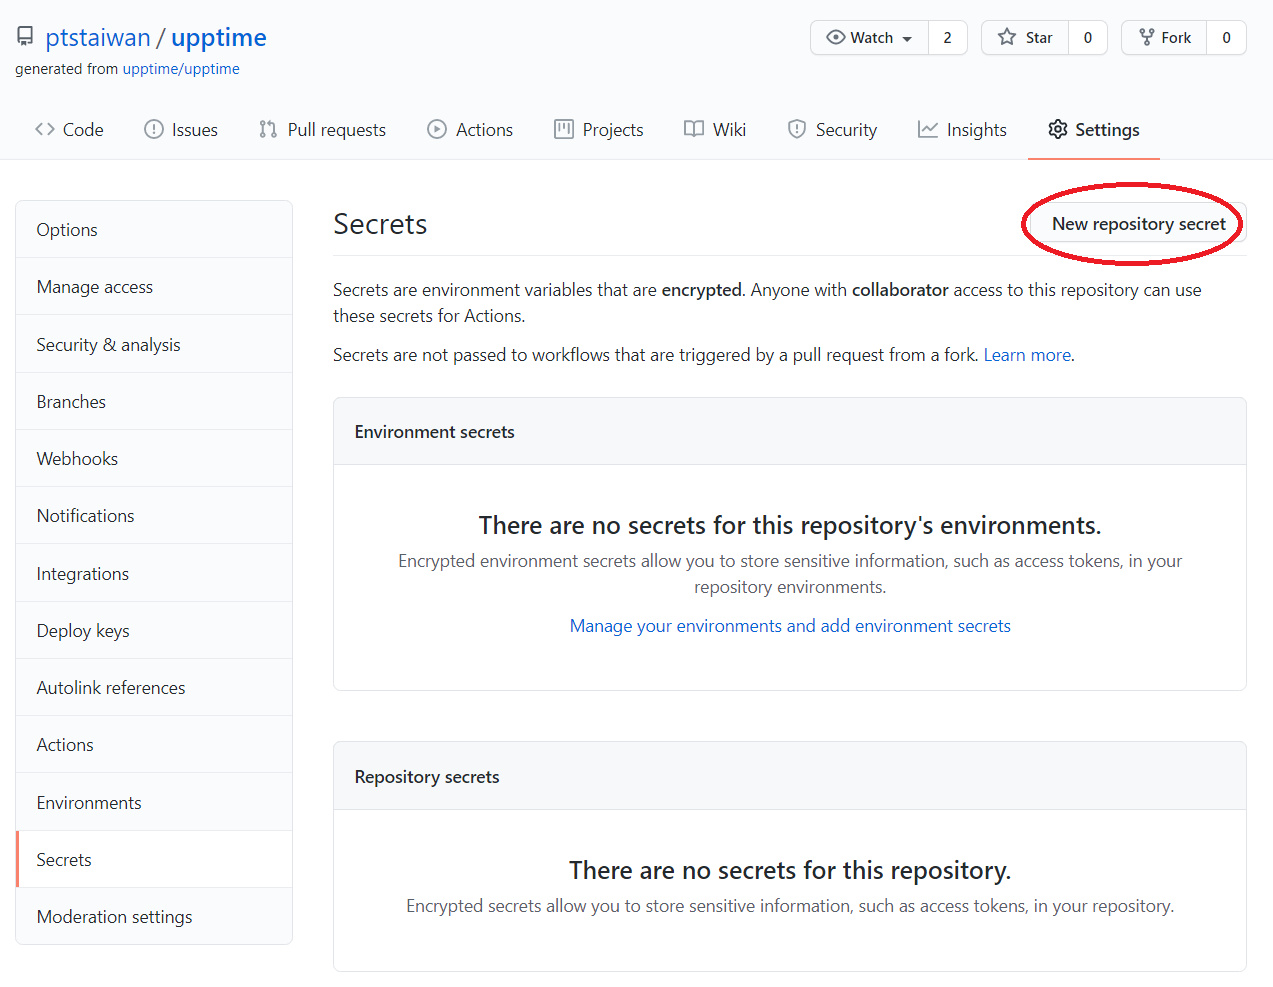 ptstaiwan / upptime
Watch 2 Star 0 Fork 0
generated from upptime/upptime
Code Issues Pull requests Actions Projects Wiki Security Insights Settings
Options
Manage access
Security & analysis
Branches
Webhooks
Notifications
Integrations
Deploy keys
Autolink references
Actions
Environments
Secrets
Moderation settings
Secrets
New repository secret
Secrets are environment variables that are encrypted. Anyone with collaborator access to this repository can use
these secrets for Actions.
Secrets are not passed to workflows that are triggered by a pull request from a fork. Learn more.
Environment secrets
There are no secrets for this repository's environments.
Encrypted environment secrets allow you to store sensitive information, such as access tokens, in your
repository environments.
Manage your environments and add environment secrets
Repository secrets
There are no secrets for this repository.
Encrypted secrets allow you to store sensitive information, such as access tokens, in your repository.